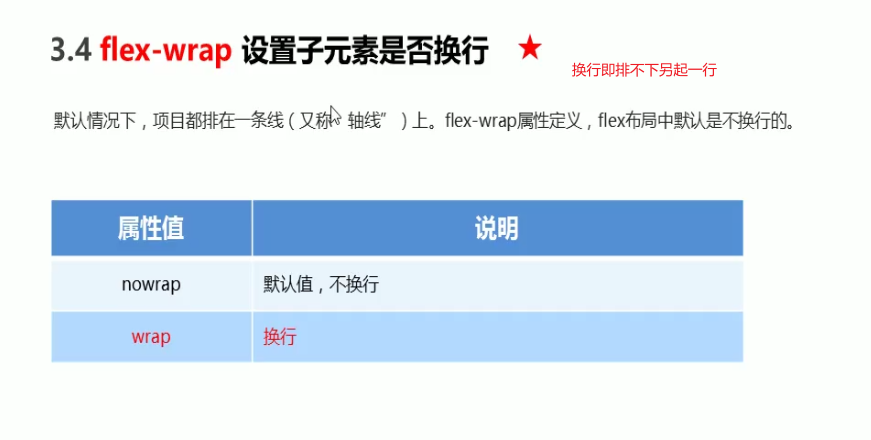 3.4 flex-wrap 设置子元素是否换行 ★
换行即排不下另起一行
默认情况下，项目都排在一条线（又称 轴线”）上。flex-wrap属性定义，flex布局中默认是不换行的。
属性值 说明
nowrap 默认值，不换行
wrap 换行